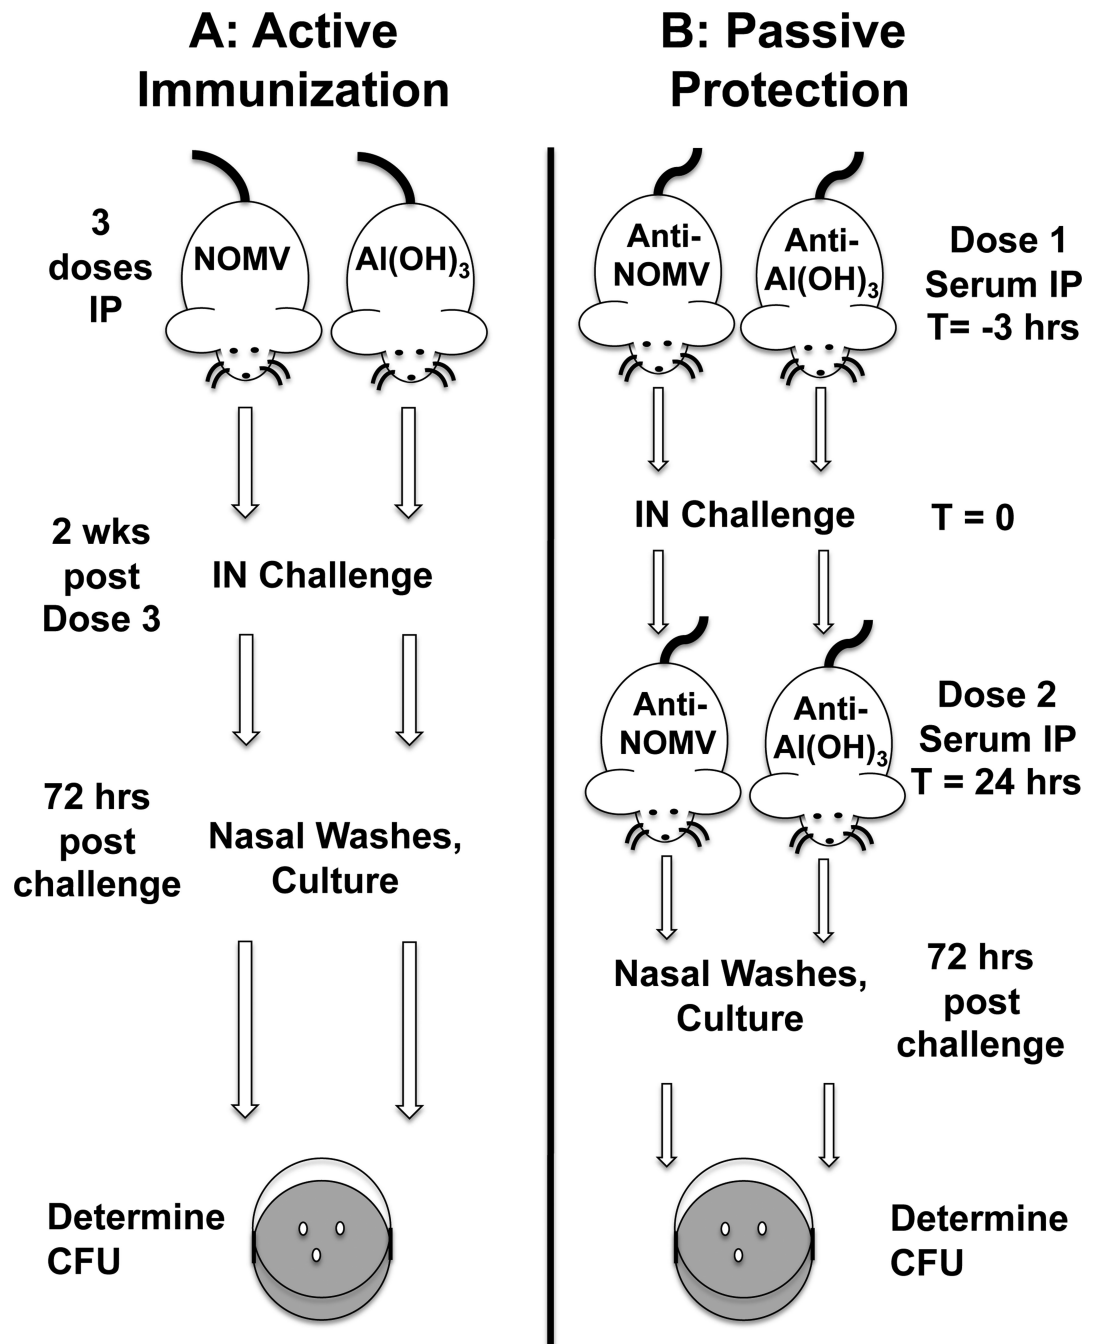 A: Active
Immunization
3
doses
IP
NOMV
Al(OH)₃
2 wks
post
Dose 3
IN Challenge
72 hrs
post
challenge
Nasal Washes,
Culture
Determine
CFU
B: Passive
Protection
Anti-
NOMV
Anti-
Al(OH)₃
Dose 1
Serum IP
T= -3 hrs
IN Challenge
T = 0
Anti-
NOMV
Anti-
Al(OH)₃
Dose 2
Serum IP
T = 24 hrs
Nasal Washes,
Culture
72 hrs
post
challenge
Determine
CFU